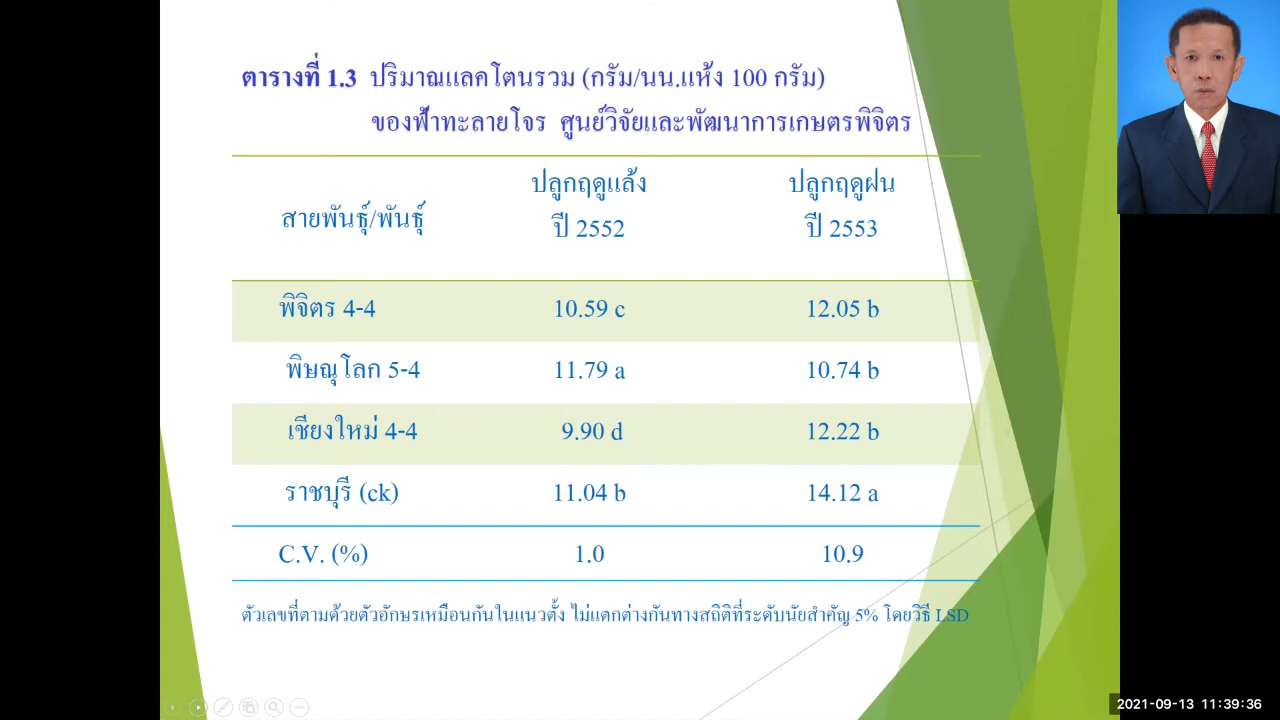 ตารางที่ 1.3 ปริมาณแลคโตนรวม (กรัม/นน.แห้ง 100 กรัม)
ของฟ้าทะลายโจร ศูนย์วิจัยและพัฒนาการเกษตรพิจิตร
สายพันธุ์/พันธุ์ ปลูกฤดูแล้ง ปลูกฤดูฝน
ปี 2552 ปี 2553
พิจิตร 4-4 10.59 c 12.05 b
พิษณุโลก 5-4 11.79 a 10.74 b
เชียงใหม่ 4-4 9.90 d 12.22 b
ราชบุรี (ck) 11.04 b 14.12 a
C.V. (%) 1.0 10.9
ตัวเลขที่ตามด้วยตัวอักษรเหมือนกันในแนวตั้ง ไม่แตกต่างกันทางสถิติที่ระดับนัยสำคัญ 5% โดยวิธี LSD
2021-09-13 11:39:36